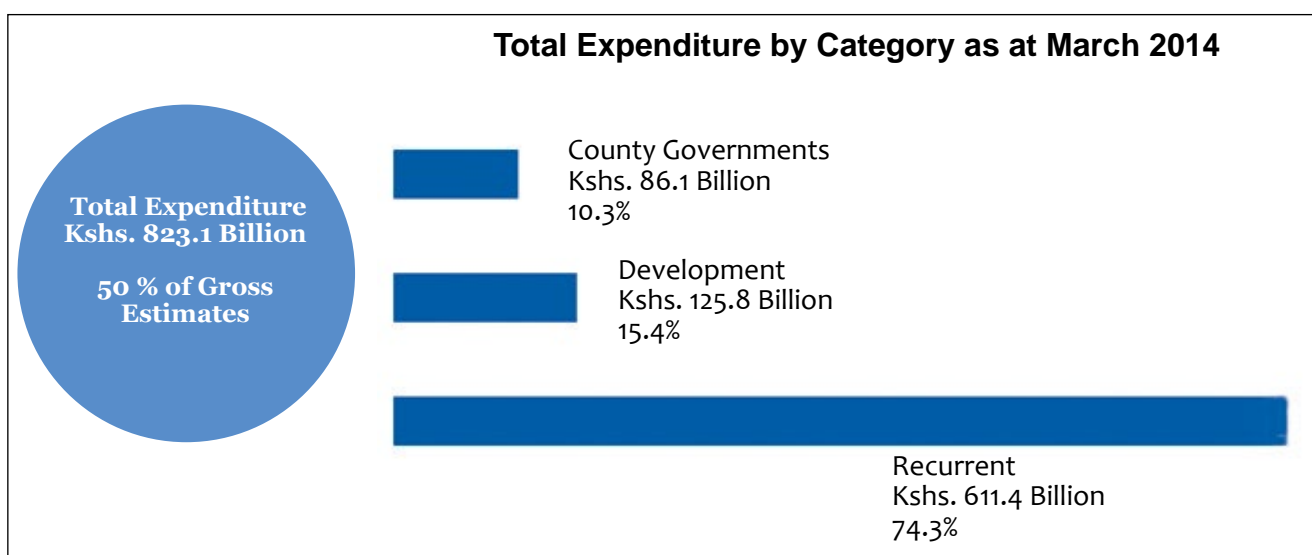 Total Expenditure by Category as at March 2014
Total Expenditure
Kshs. 823.1 Billion
50 % of Gross
Estimates
County Governments
Kshs. 86.1 Billion
10.3%
Development
Kshs. 125.8 Billion
15.4%
Recurrent
Kshs. 611.4 Billion
74.3%